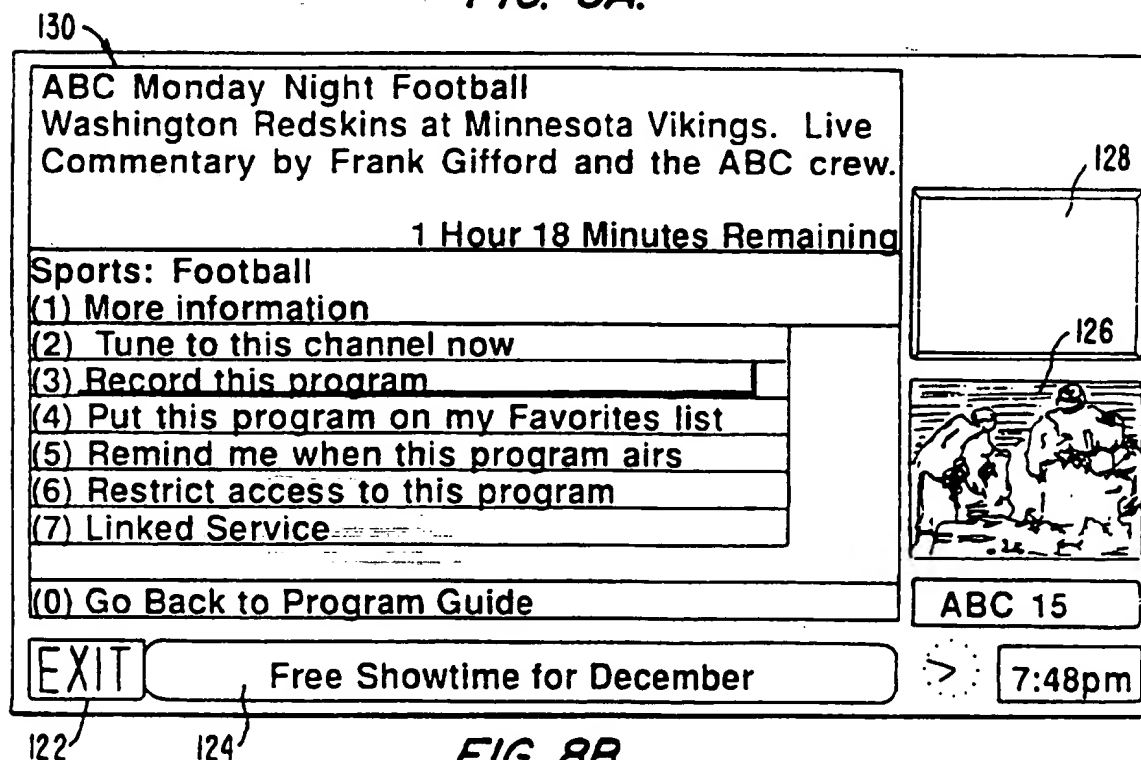 FIG. 8A.
130
ABC Monday Night Football
Washington Redskins at Minnesota Vikings. Live
Commentary by Frank Gifford and the ABC crew.
1 Hour 18 Minutes Remaining
Sports: Football
(1) More information
(2) Tune to this channel now
(3) Record this program
(4) Put this program on my Favorites list
(5) Remind me when this program airs
(6) Restrict access to this program
(7) Linked Service
(0) Go Back to Program Guide
128
126
ABC 15
EXIT
Free Showtime for December
7:48pm
122
124
FIG. 8B.